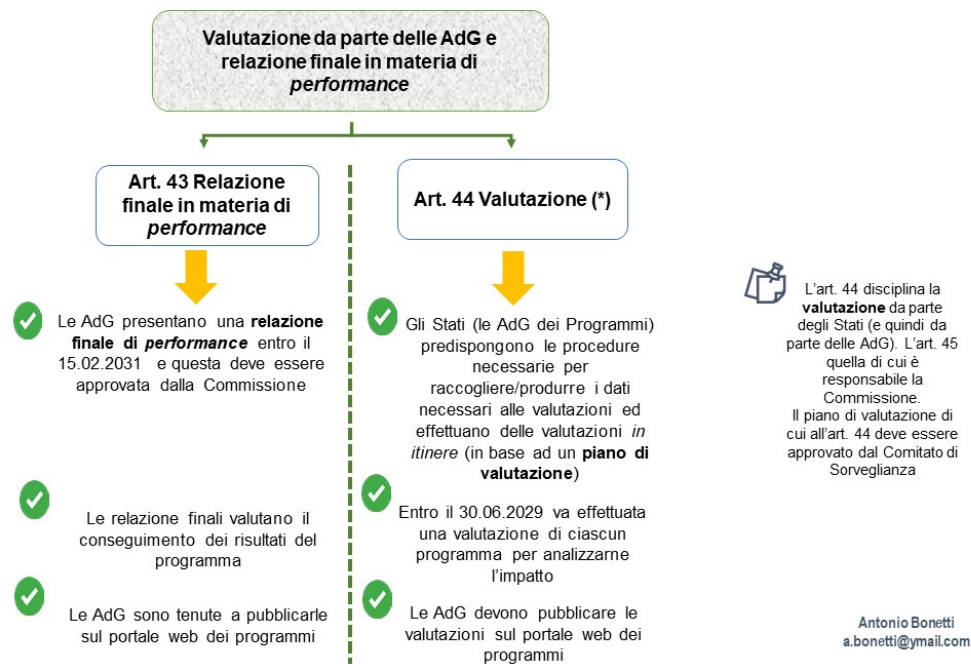 Valutazione da parte delle AdG e
relazione finale in materia di
performance
Art. 43 Relazione
finale in materia di
performance
Le AdG presentano una relazione
finale di performance entro il
15.02.2031 e questa deve essere
approvata dalla Commissione
Le relazione finali valutano il
conseguimento dei risultati del
programma
Le AdG sono tenute a pubblicarle
sul portale web dei programmi
Art. 44 Valutazione (*)
Gli Stati (le AdG dei Programmi)
predispongono le procedure
necessarie per
raccogliere/produrre i dati
necessari alle valutazioni ed
effettuano delle valutazioni in
itinere (in base ad un piano di
valutazione)
Entro il 30.06.2029 va effettuata
una valutazione di ciascun
programma per analizzarne
l’impatto
Le AdG devono pubblicare le
valutazioni sul portale web dei
programmi
L’art. 44 disciplina la
valutazione da parte
degli Stati (e quindi da
parte delle AdG). L’art. 45
quella di cui è
responsabile la
Commissione.
Il piano di valutazione di
cui all’art. 44 deve essere
approvato dal Comitato di
Sorveglianza
Antonio Bonetti
a.bonetti@ymail.com